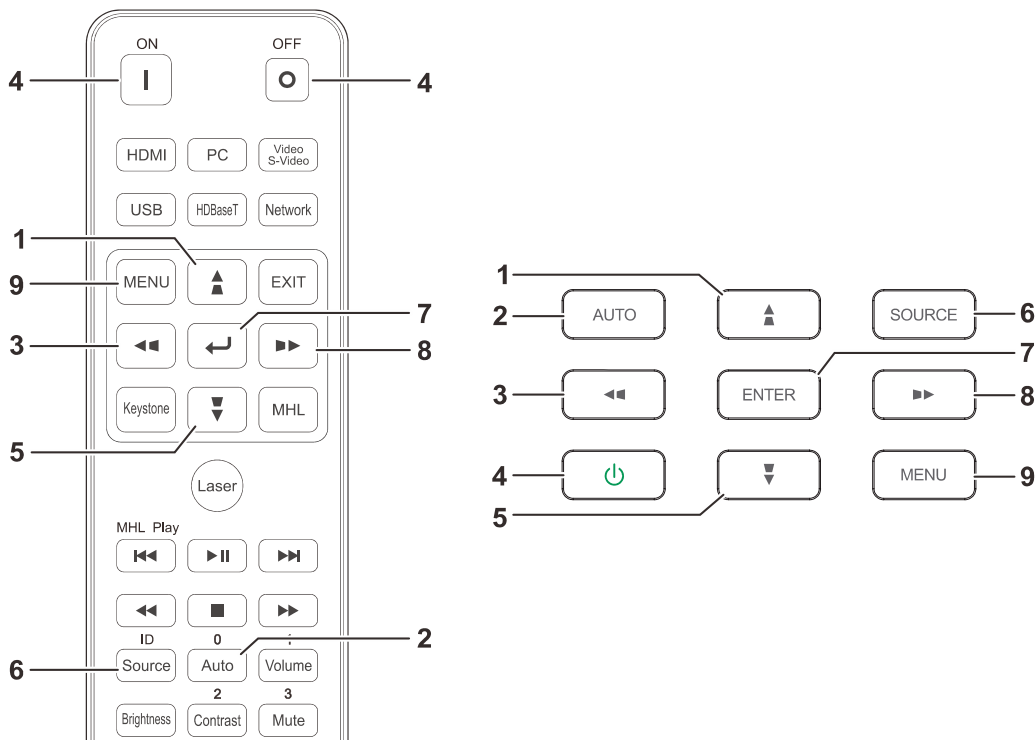 ON OFF
4 4
HDMI PC Video
S-Video
USB HDBaseT Network
1
9 MENU EXIT
7
3 8
Keystone MHL
5
Laser
MHL Play
ID 0
2
6 Source Auto Volume
2 3
Brightness Contrast Mute
1
2 AUTO SOURCE 6
7
3 ENTER 8
4 MENU 9
5